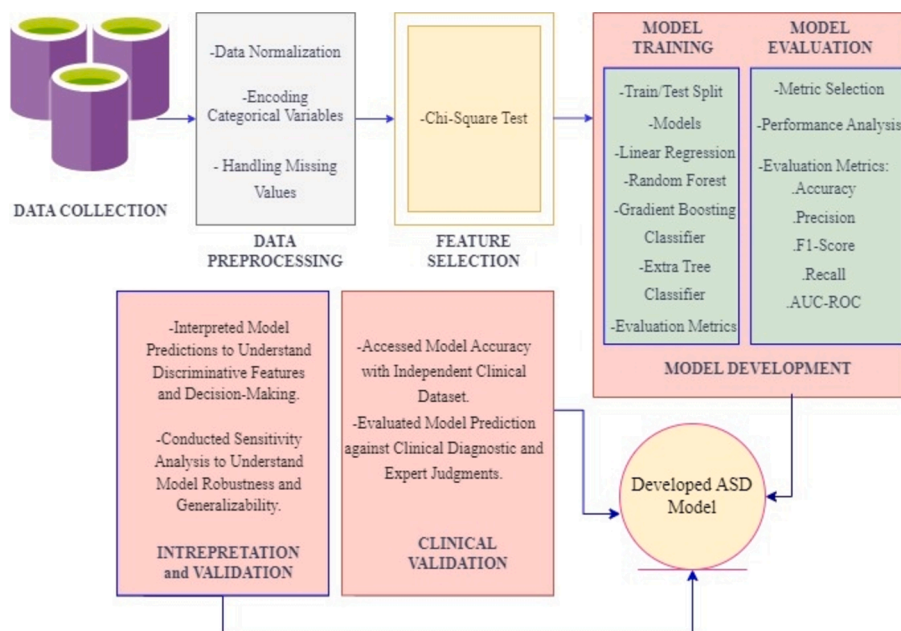 DATA COLLECTION
-Data Normalization
-Encoding
Categorical Variables
- Handling Missing
Values
DATA
PREPROCESSING
-Chi-Square Test
FEATURE
SELECTION
MODEL
TRAINING
-Train/Test Split
-Models
-Linear Regression
-Random Forest
-Gradient Boosting
Classifier
-Extra Tree
Classifier
-Evaluation Metrics
MODEL
EVALUATION
-Metric Selection
-Performance Analysis
-Evaluation Metrics:
.Accuracy
.Precision
.F1-Score
.Recall
.AUC-ROC
MODEL DEVELOPMENT
-Interpreted Model
Predictions to Understand
Discriminative Features
and Decision-Making.
-Conducted Sensitivity
Analysis to Understand
Model Robustness and
Generalizability.
INTREPRETATION
and VALIDATION
-Accessed Model Accuracy
with Independent Clinical
Dataset.
-Evaluated Model Prediction
against Clinical Diagnostic and
Expert Judgments.
CLINICAL
VALIDATION
Developed ASD
Model